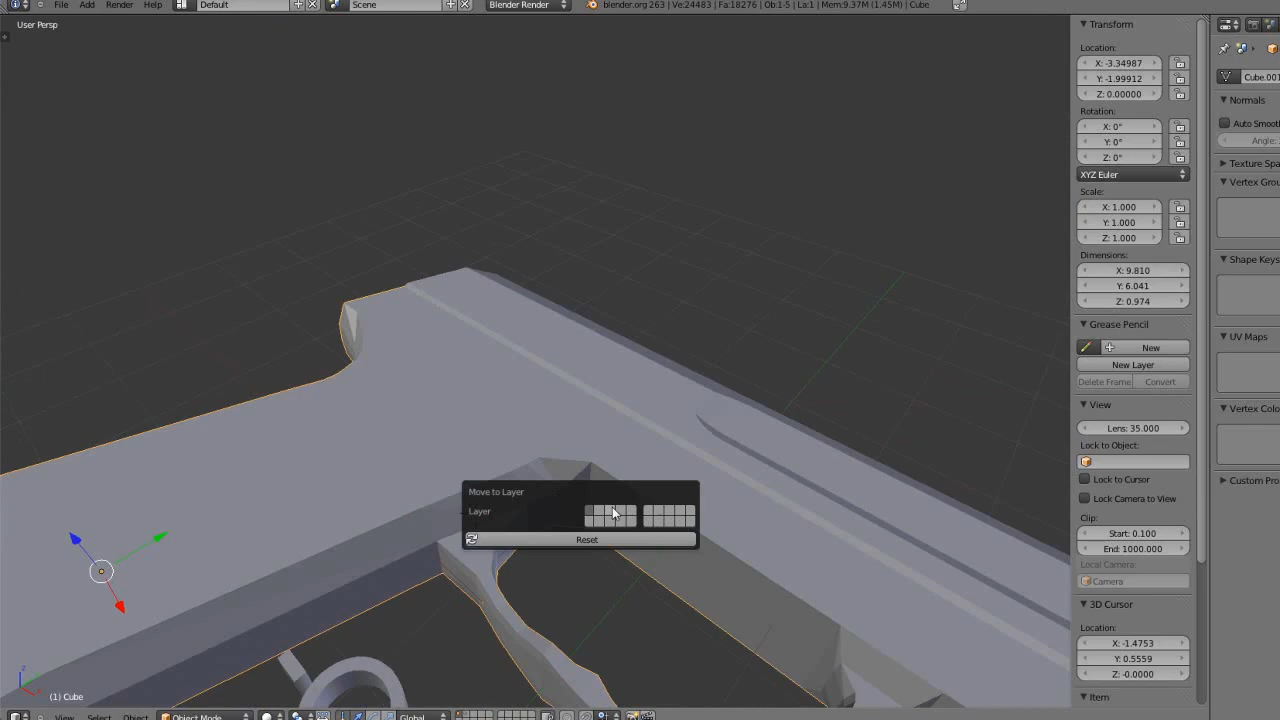 File Add Render Help Default Scene Blender Render blender.org 263 | Ve:24483 | Fa:18276 | Ob:1-5 | La:1 | Mem:9.37M (1.45M) | Cube
User Persp
Transform
Location:
X: -3.34987
Cube.001
Y: -1.99912
Z: 0.00000
Normals
Rotation:
Auto Smooth
X: 0°
Angle:
Y: 0°
Z: 0°
XYZ Euler
Vertex Grou
Scale:
X: 1.000
Y: 1.000
Z: 1.000
Dimensions:
Shape Keys
X: 9.810
Y: 6.041
Z: 0.974
Grease Pencil
UV Maps
New
New Layer
Delete Frame Convert
View
Vertex Colo
Lens: 35.000
Lock to Object:
Lock to Cursor
Custom Pro
Move to Layer
Lock Camera to View
Layer
Clip:
Start: 0.100
Reset
End: 1000.000
Local Camera:
Camera
3D Cursor
Location:
X: -1.4753
Y: 0.5559
Z: -0.0000
(1) Cube
Item
View Select Object Object Mode Global